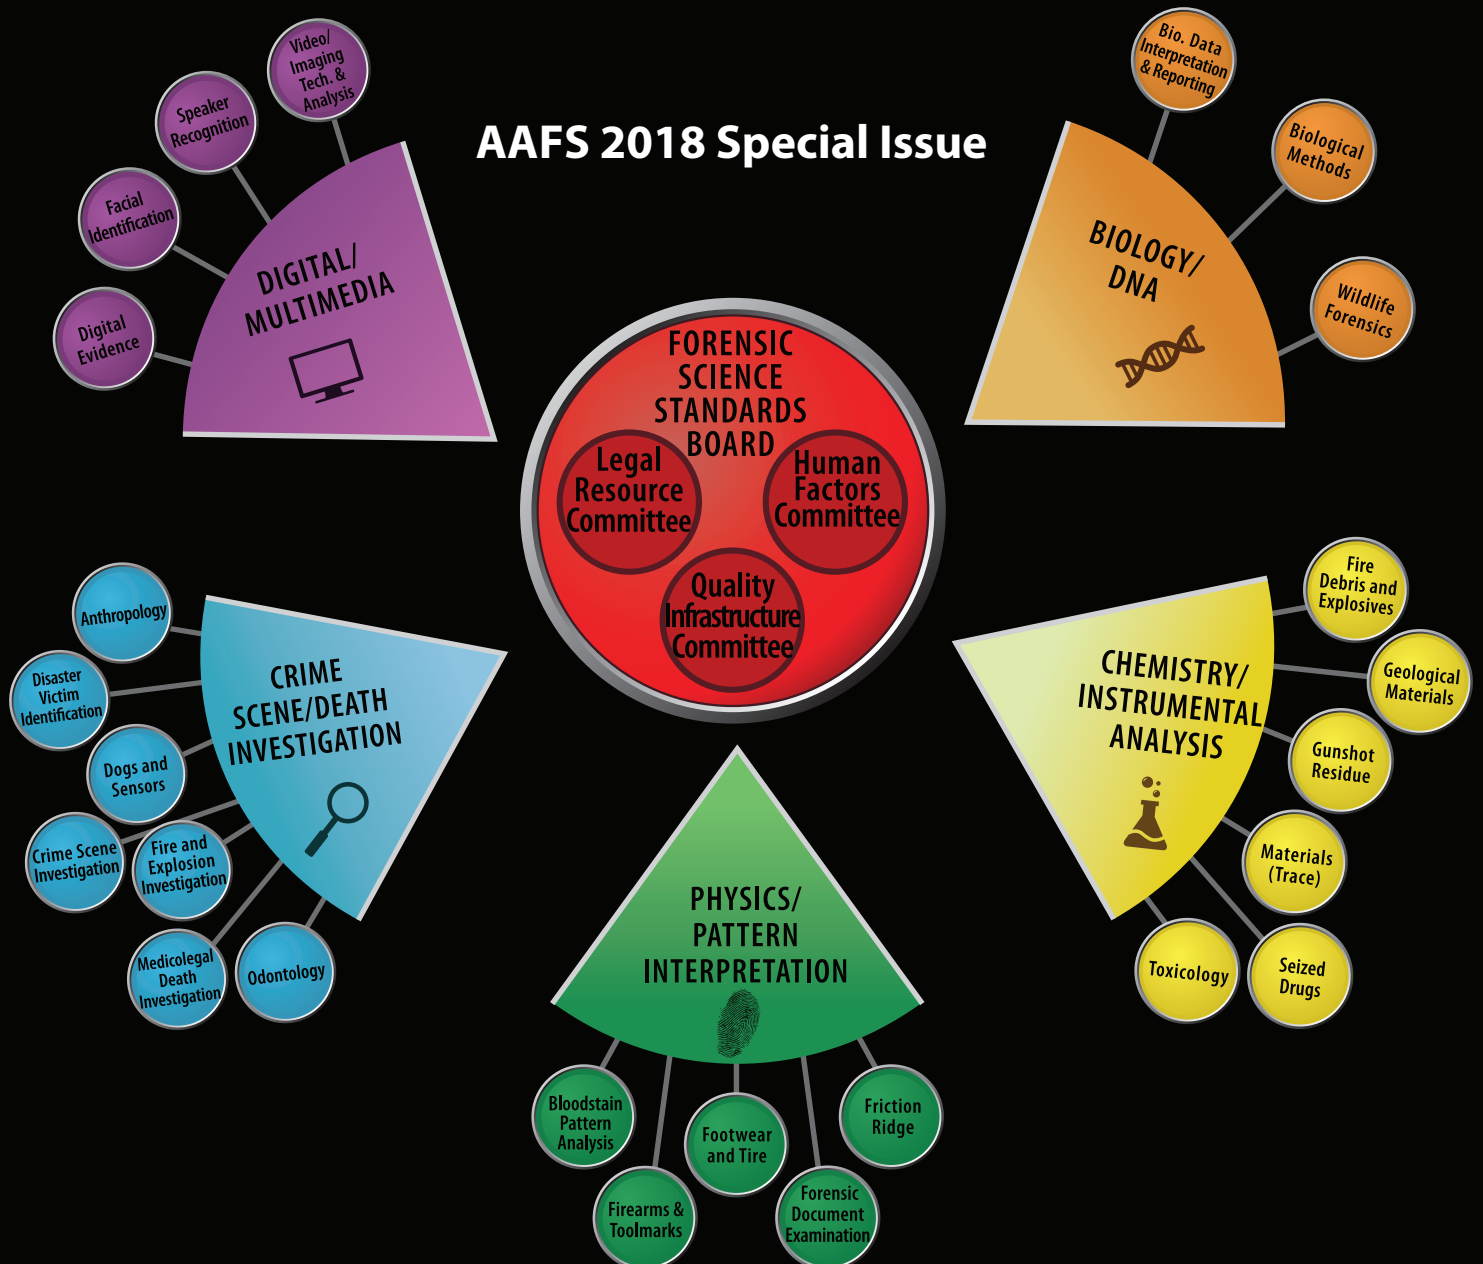 AAFS 2018 Special Issue
Video/
Imaging
Tech. &
Analysis
Speaker
Recognition
Facial
Identification
Digital
Evidence
DIGITAL/
MULTIMEDIA
Bio. Data
Interpretation
& Reporting
Biological
Methods
Wildlife
Forensics
BIOLOGY/
DNA
FORENSIC
SCIENCE
STANDARDS
BOARD
Legal
Resource
Committee
Human
Factors
Committee
Quality
Infrastructure
Committee
Anthropology
Disaster
Victim
Identification
Dogs and
Sensors
Crime Scene
Investigation
Fire and
Explosion
Investigation
Medicolegal
Death
Investigation
Odontology
CRIME
SCENE/DEATH
INVESTIGATION
CHEMISTRY/
INSTRUMENTAL
ANALYSIS
Fire
Debris and
Explosives
Geological
Materials
Gunshot
Residue
Materials
(Trace)
Seized
Drugs
Toxicology
PHYSICS/
PATTERN
INTERPRETATION
Bloodstain
Pattern
Analysis
Firearms &
Toolmarks
Footwear
and Tire
Forensic
Document
Examination
Friction
Ridge